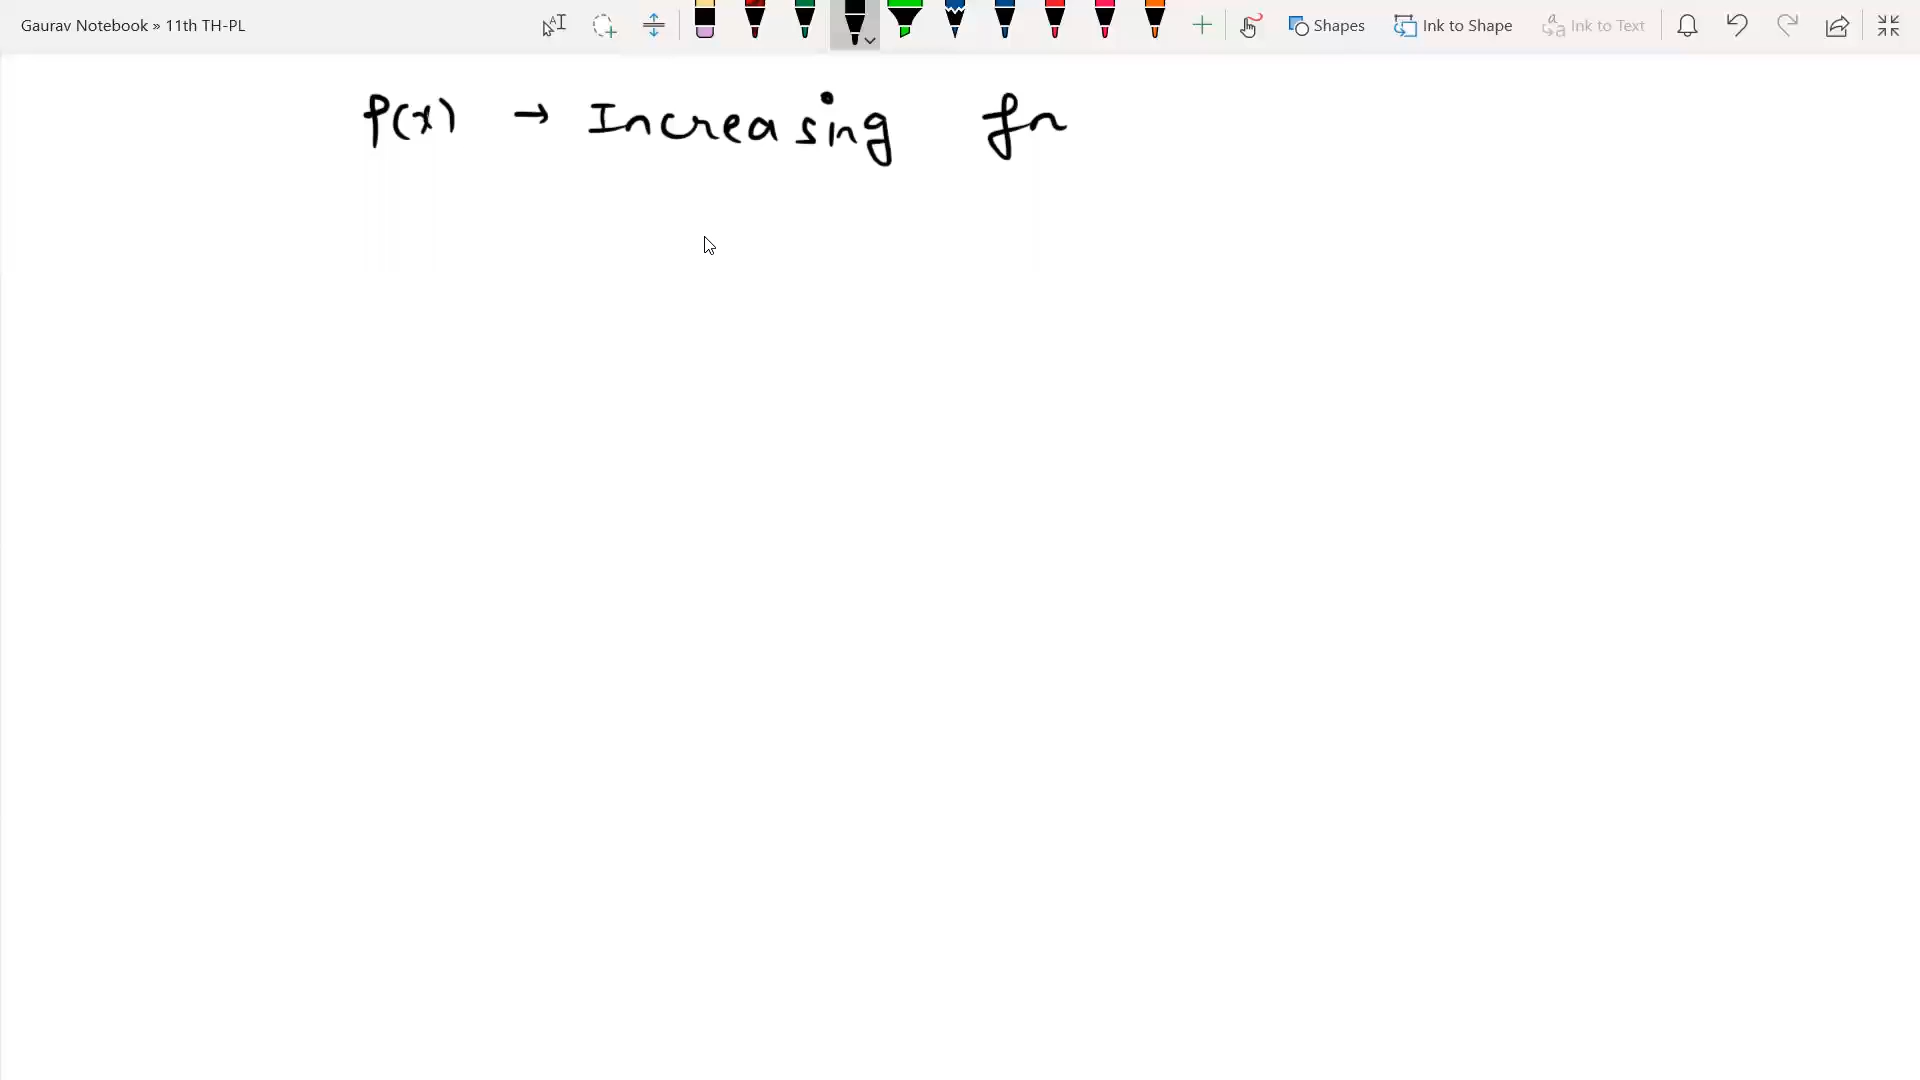 Gaurav Notebook » 11th TH-PL Shapes Ink to Shape Ink to Text
f(x) → Increasing fn